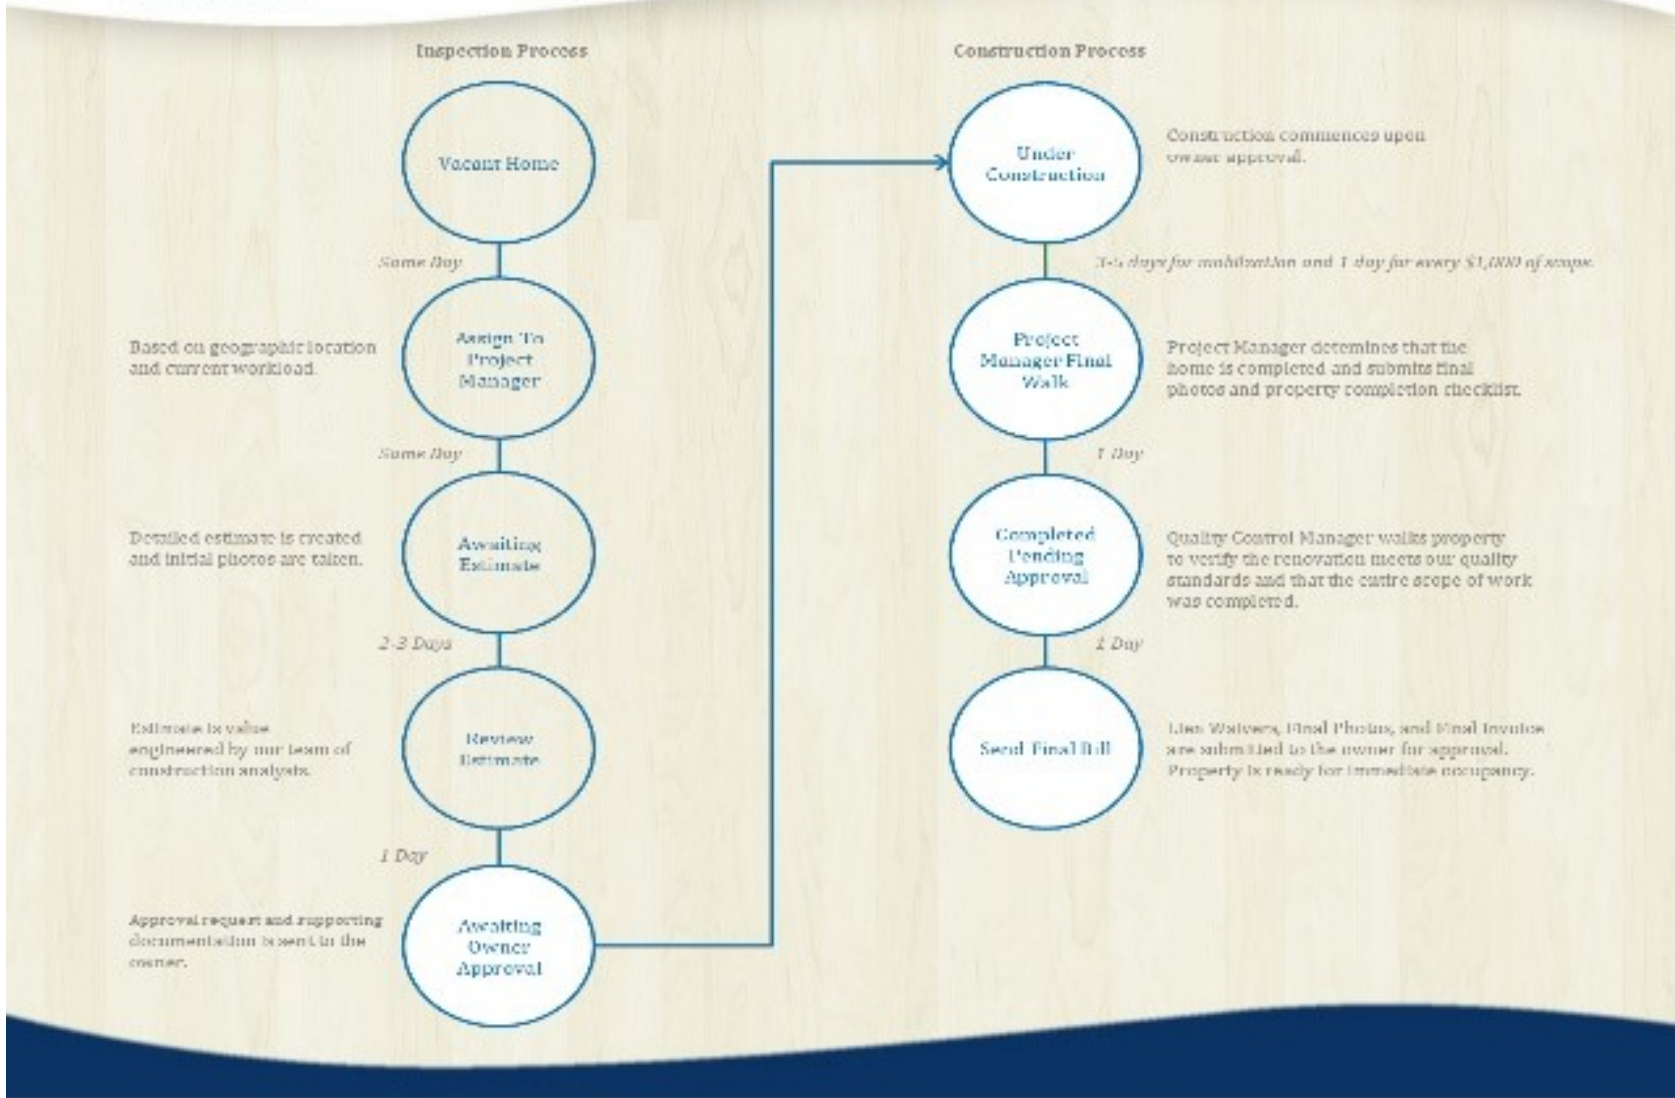 Inspection Process
Vacant Home
Same Day
Assign To
Project
Manager
Based on geographic location
and current workload.
Same Day
Awaiting
Estimate
Detailed estimate is created
and initial photos are taken.
2-3 Days
Review
Estimate
Estimate is value
engineered by our team of
construction analysts.
1 Day
Awaiting
Owner
Approval
Approval request and supporting
documentation is sent to the
owner.
Construction Process
Under
Construction
Construction commences upon
owner approval.
3-5 days for mobilization and 1 day for every $1,000 of scope.
Project
Manager Final
Walk
Project Manager detemines that the
home is completed and submits final
photos and property completion checklist.
1 Day
Completed
Pending
Approval
Quality Control Manager walks property
to verify the renovation meets our quality
standards and that the entire scope of work
was completed.
1 Day
Send Final Bill
Lien Waivers, Final Photos, and Final Invoice
are submitted to the owner for approval.
Property is ready for immediate occupancy.